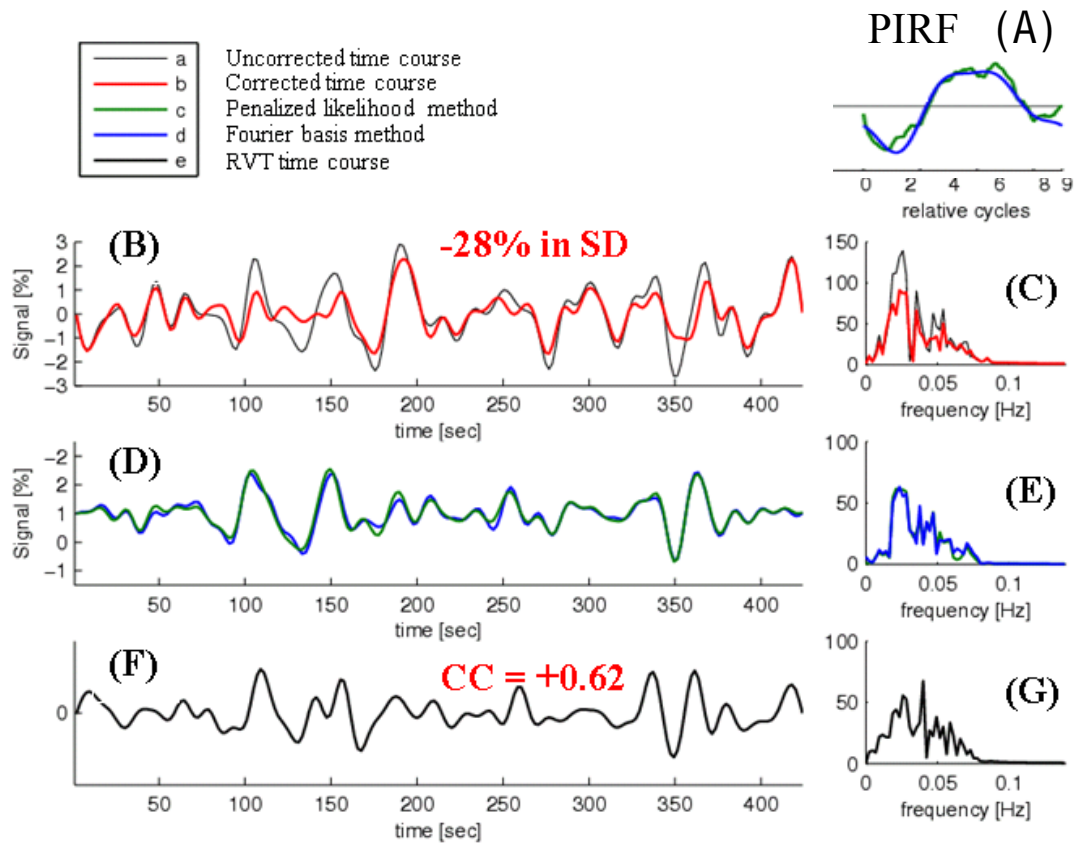 PIRF (A)
a Uncorrected time course
b Corrected time course
c Penalized likelihood method
d Fourier basis method
e RVT time course
0 2 4 6 8 9
relative cycles
(B)
-28% in SD
3
2
1
0
−1
−2
−3
Signal [%]
50 100 150 200 250 300 350 400
time [sec]
(C)
150
100
50
0
0 0.05 0.1
frequency [Hz]
(D)
−2
2
1
0
−1
Signal [%]
50 100 150 200 250 300 350 400
time [sec]
(E)
100
50
0
0 0.05 0.1
frequency [Hz]
(F)
CC = +0.62
0
50 100 150 200 250 300 350 400
time [sec]
(G)
100
50
0
0 0.05 0.1
frequency [Hz]